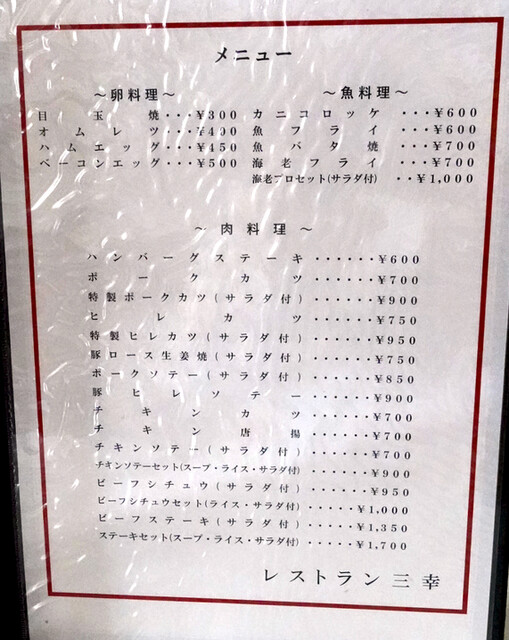 メニュー
～卵料理～
目玉焼・・・¥300
オムレツ・・・¥400
ハムエッグ・・・¥450
ベーコンエッグ・・・¥500
～魚料理～
カニコロッケ・・・¥600
魚フライ・・・¥600
魚バタ焼・・・¥700
海老フライ・・・¥700
海老プロセット(サラダ付)・・¥1,000
～肉料理～
ハンバーグステーキ・・・・・・¥600
ポークカツ・・・・・・¥700
特製ポークカツ(サラダ付)・・・・・・¥900
ヒレカツ・・・・・・¥750
特製ヒレカツ(サラダ付)・・・・・・¥950
豚ロース生姜焼(サラダ付)・・・・・・¥750
ポークソテー(サラダ付)・・・・・・¥850
豚ヒレソテー・・・・・・¥900
チキンカツ・・・・・・¥700
チキン唐揚・・・・・・¥700
チキンソテー(サラダ付)・・・・・・¥700
チキンソテーセット(スープ・ライス・サラダ付)・・・・・・¥900
ビーフシチュウ(サラダ付)・・・・・・¥950
ビーフシチュウセット(ライス・サラダ付)・・・・・¥1,000
ビーフステーキ(サラダ付)・・・・・¥1,350
ステーキセット(スープ・ライス・サラダ付)・・・・・¥1,700
レストラン三幸